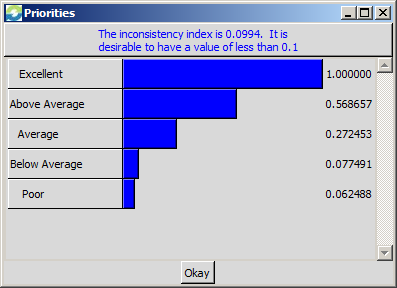 Priorities
The inconsistency index is 0.0994. It is
desirable to have a value of less than 0.1
Excellent 1.000000
Above Average 0.568657
Average 0.272453
Below Average 0.077491
Poor 0.062488
Okay